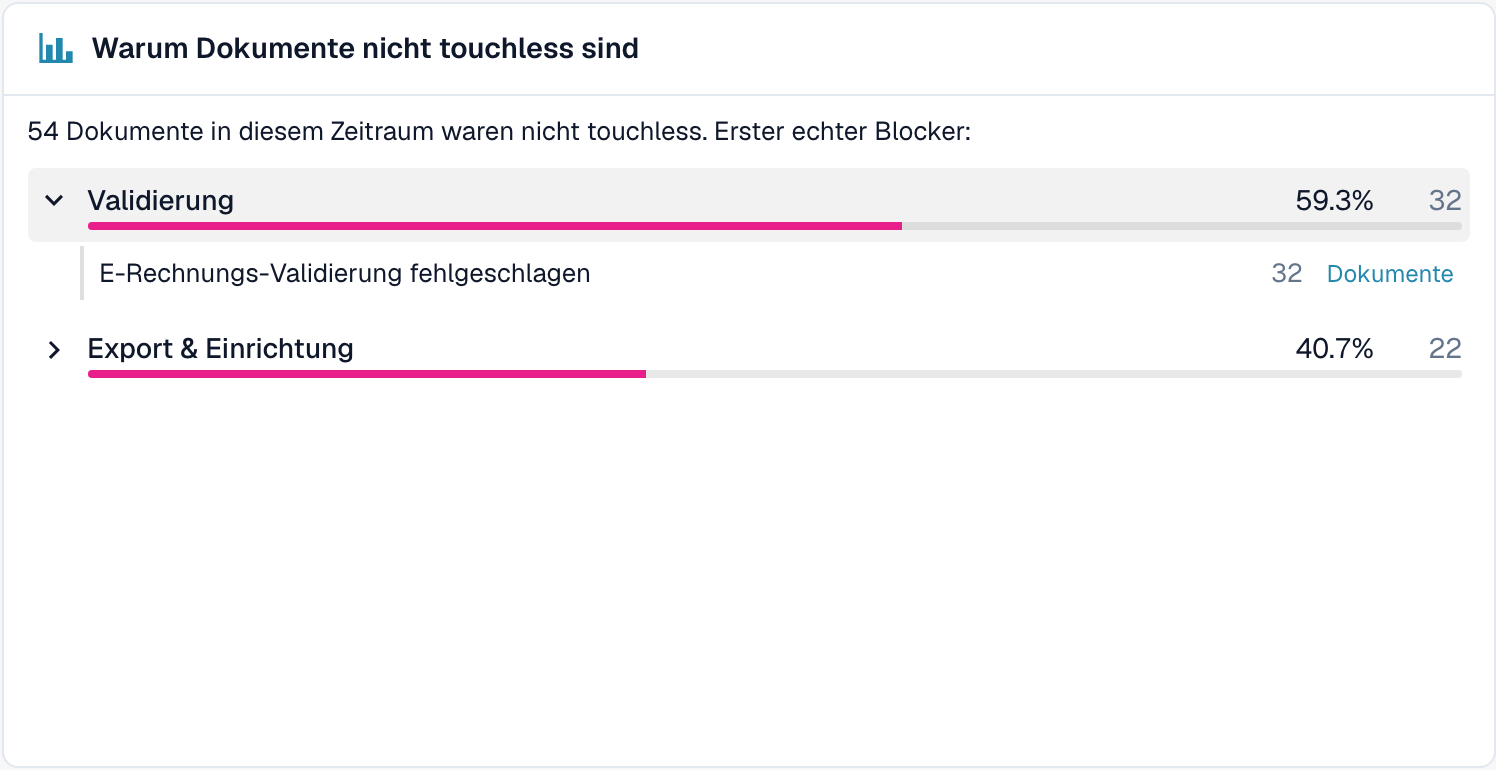 Warum Dokumente nicht touchless sind
54 Dokumente in diesem Zeitraum waren nicht touchless. Erster echter Blocker:
Validierung 59.3% 32
E-Rechnungs-Validierung fehlgeschlagen 32 Dokumente
Export & Einrichtung 40.7% 22